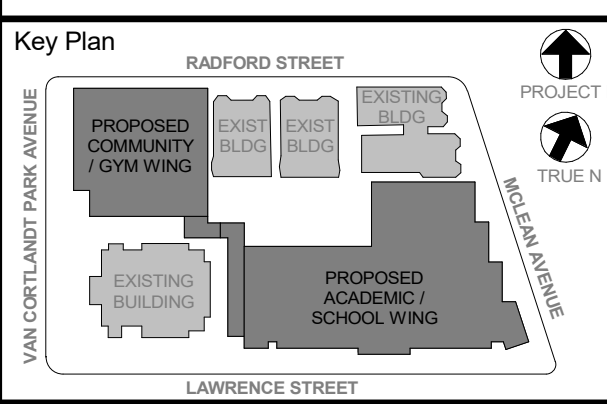 Key Plan
RADFORD STREET
PROJECT
TRUE N
VAN CORTLANDT PARK AVENUE
PROPOSED
COMMUNITY
/ GYM WING
EXIST
BLDG
EXIST
BLDG
EXISTING
BLDG
MCLEAN AVENUE
EXISTING
BUILDING
PROPOSED
ACADEMIC /
SCHOOL WING
LAWRENCE STREET